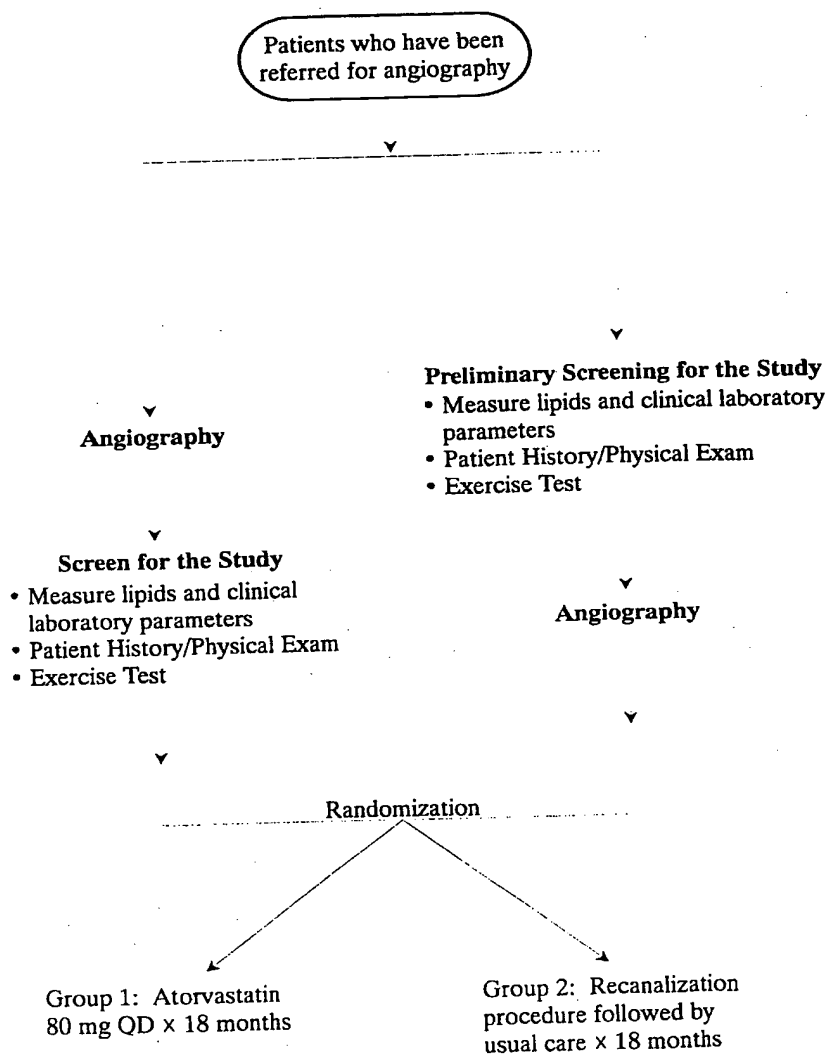 Patients who have been
referred for angiography
Preliminary Screening for the Study
• Measure lipids and clinical laboratory
parameters
• Patient History/Physical Exam
• Exercise Test
Angiography
Screen for the Study
• Measure lipids and clinical
laboratory parameters
• Patient History/Physical Exam
• Exercise Test
Angiography
Randomization
Group 1: Atorvastatin
80 mg QD × 18 months
Group 2: Recanalization
procedure followed by
usual care × 18 months